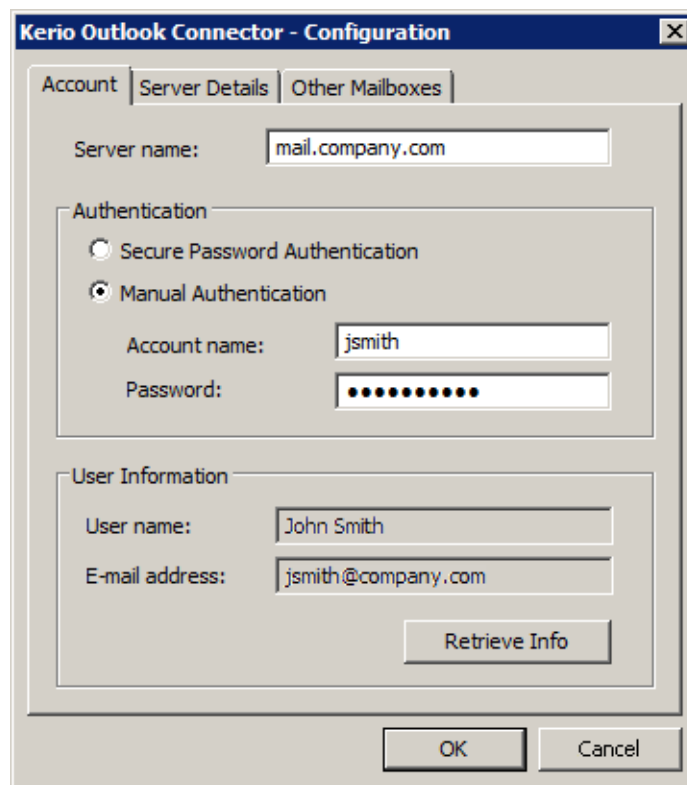 Kerio Outlook Connector - Configuration
Account Server Details Other Mailboxes
Server name: mail.company.com
Authentication
Secure Password Authentication
Manual Authentication
Account name: jsmith
Password: ●●●●●●●●●●
User Information
User name: John Smith
E-mail address: jsmith@company.com
Retrieve Info
OK Cancel